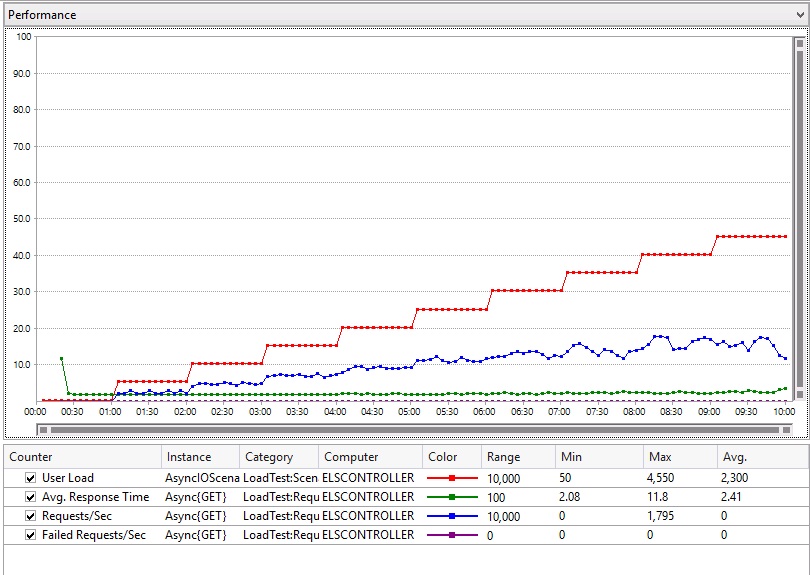 Performance
100
90.0
80.0
70.0
60.0
50.0
40.0
30.0
20.0
10.0
00:00 00:30 01:00 01:30 02:00 02:30 03:00 03:30 04:00 04:30 05:00 05:30 06:00 06:30 07:00 07:30 08:00 08:30 09:00 09:30 10:00
Counter Instance Category Computer Color Range Min Max Avg.
User Load AsyncIOScena LoadTest:Scen ELSCONTROLLER 10,000 50 4,550 2,300
Avg. Response Time Async{GET} LoadTest:Requ ELSCONTROLLER 100 2.08 11.8 2.41
Requests/Sec Async{GET} LoadTest:Requ ELSCONTROLLER 10,000 0 1,795 0
Failed Requests/Sec Async{GET} LoadTest:Requ ELSCONTROLLER 0 0 0 0